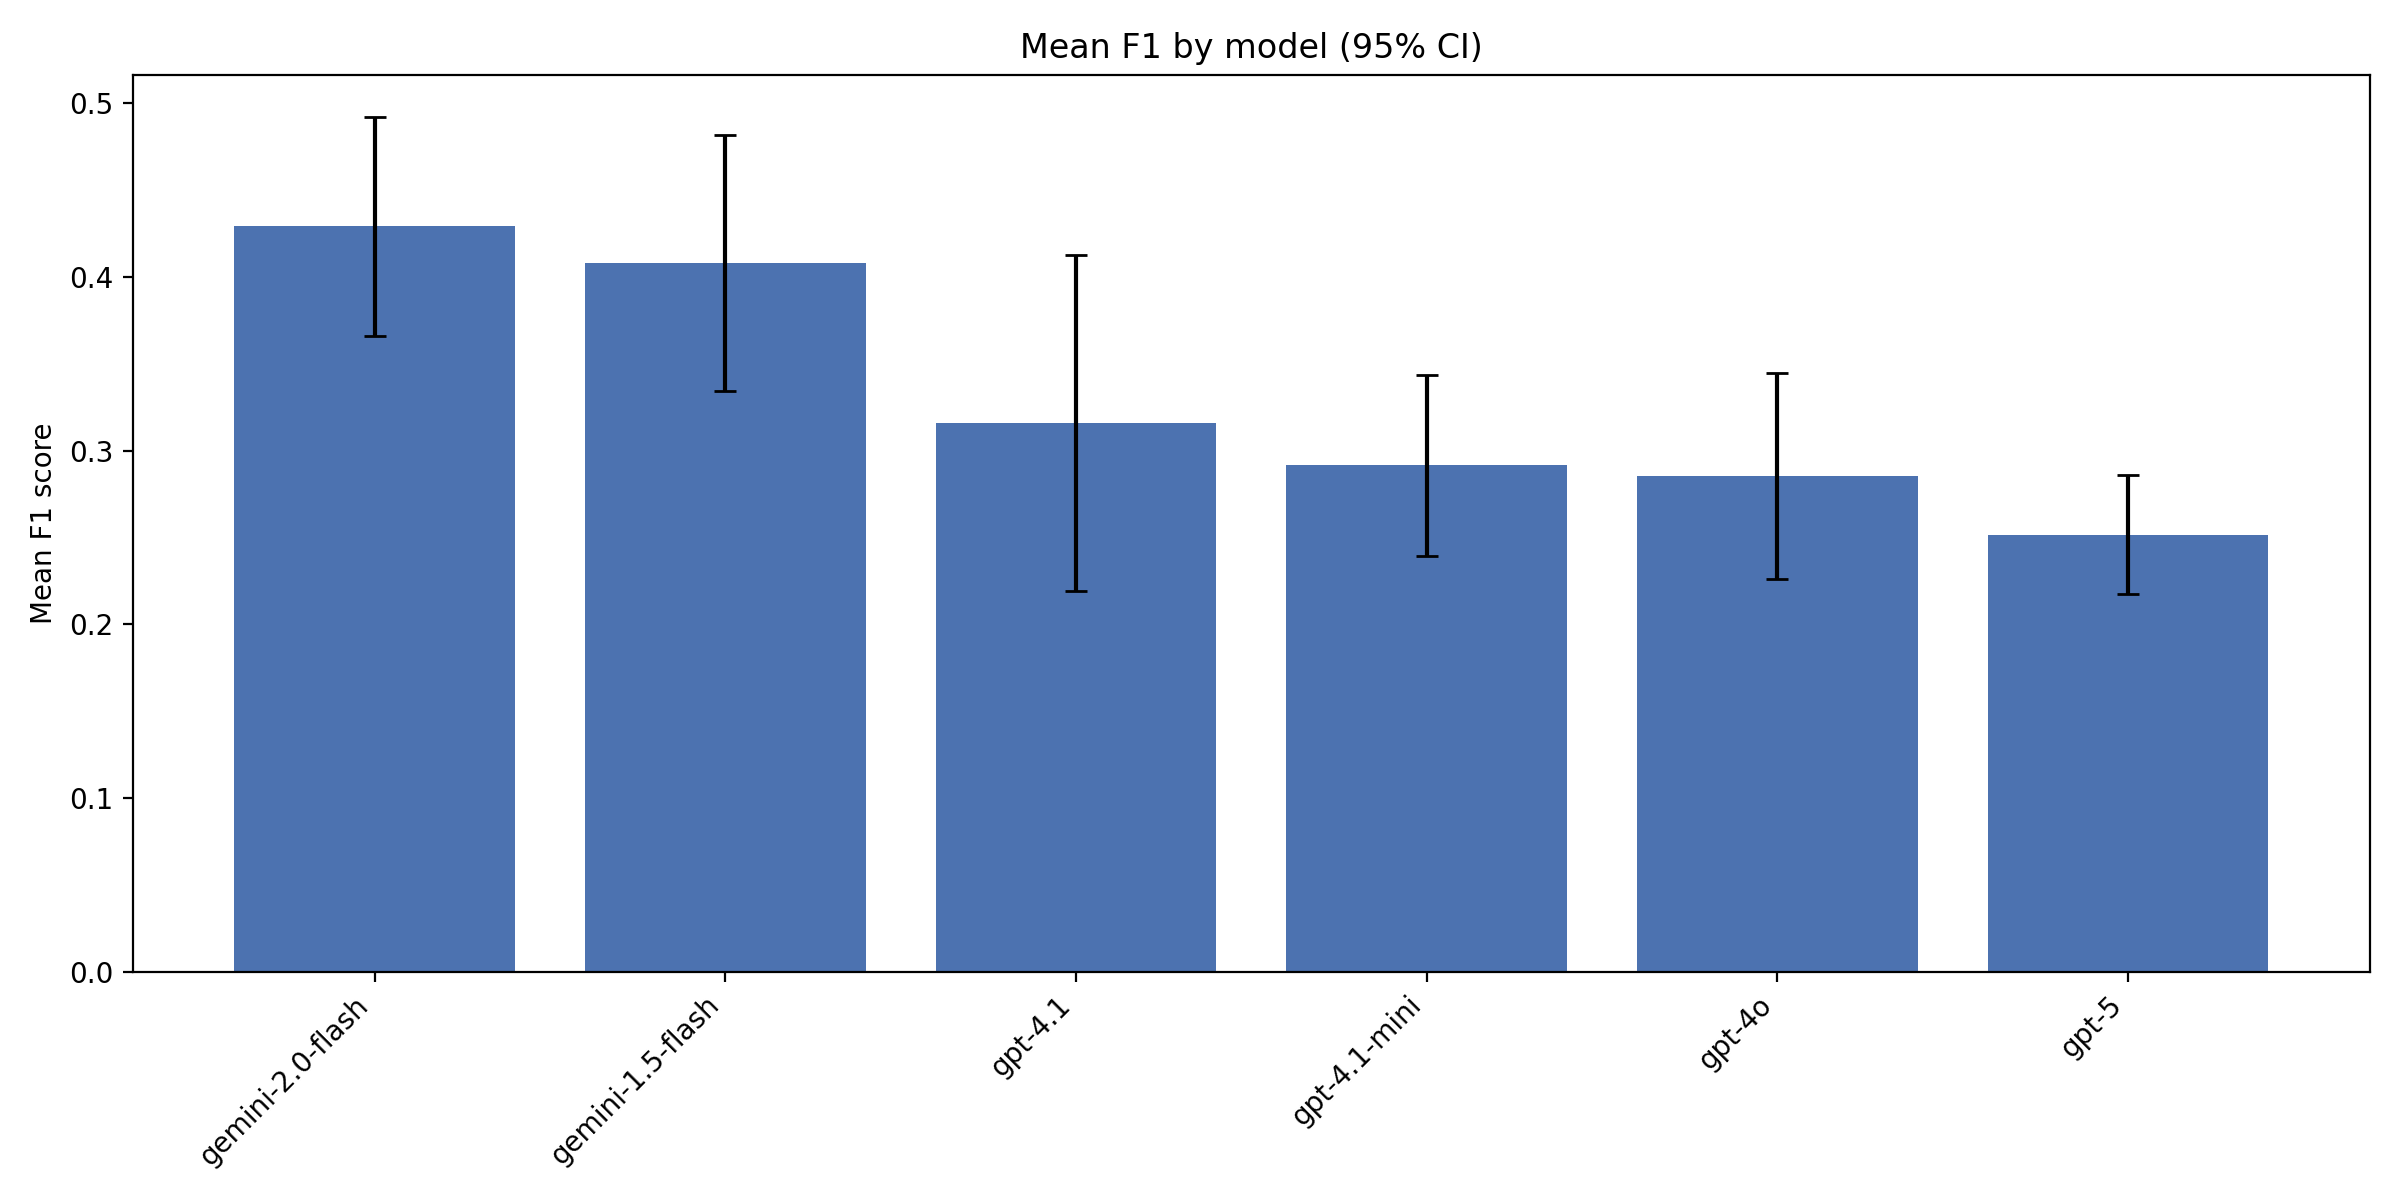 Mean F1 by model (95% CI)
Mean F1 score
0.5
0.4
0.3
0.2
0.1
0.0
gemini-2.0-flash
gemini-1.5-flash
gpt-4.1
gpt-4.1-mini
gpt-4o
gpt-5